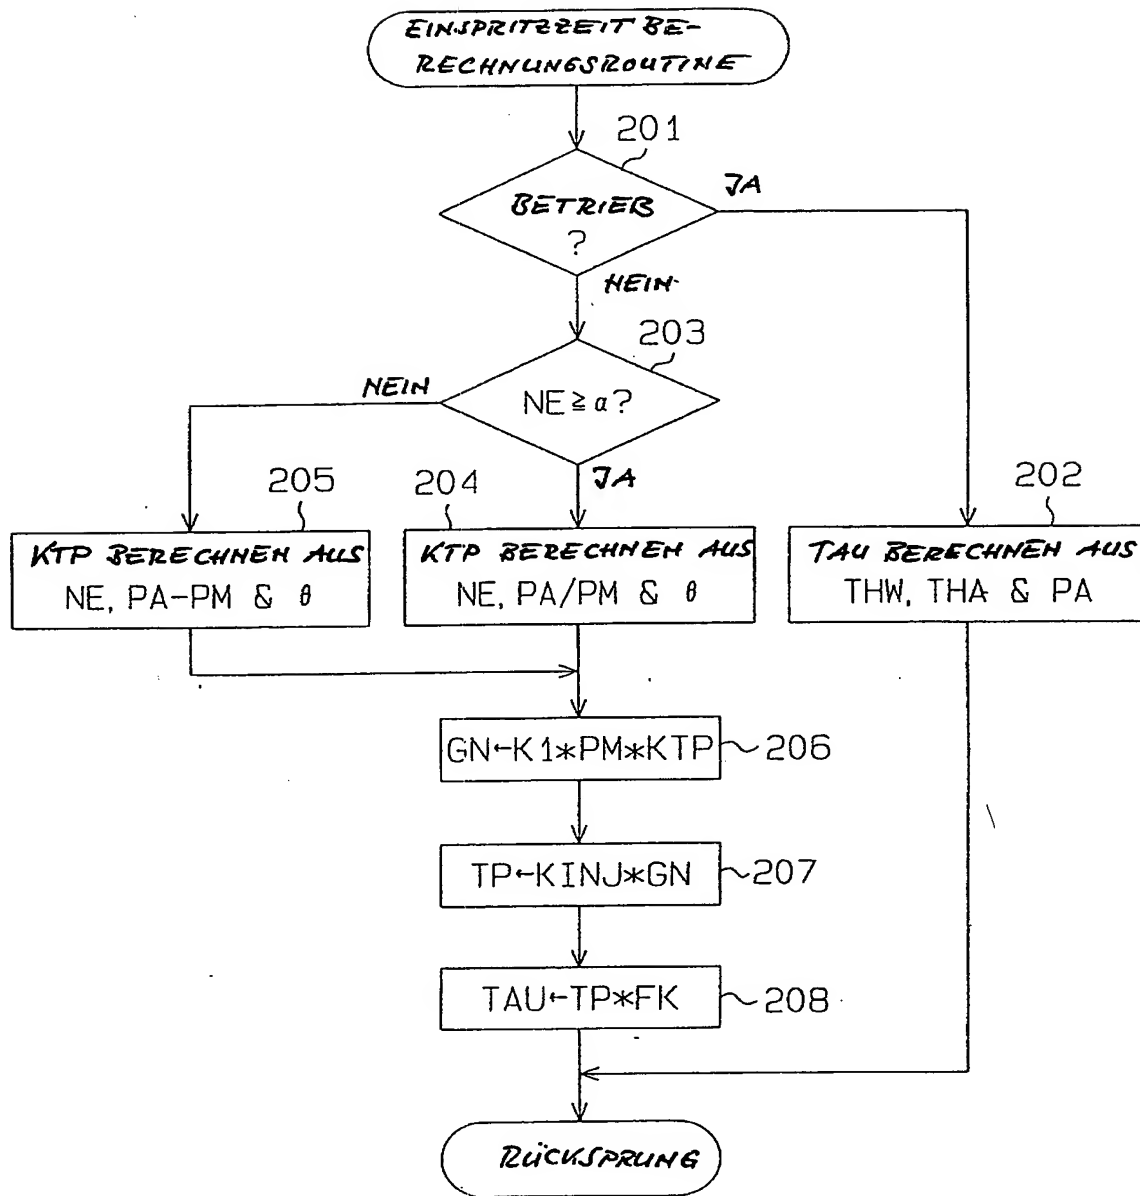 EINSPRITZZEIT BE-
RECHNUNGSROUTINE
201
BETRIEB
?
JA
NEIN
203
NE≧α?
NEIN
JA
205
KTP BERECHNEN AUS
NE, PA-PM & θ
204
KTP BERECHNEN AUS
NE, PA/PM & θ
202
TAU BERECHNEN AUS
THW, THA & PA
GN←K1*PM*KTP
206
TP←KINJ*GN
207
TAU←TP*FK
208
RÜCKSPRUNG